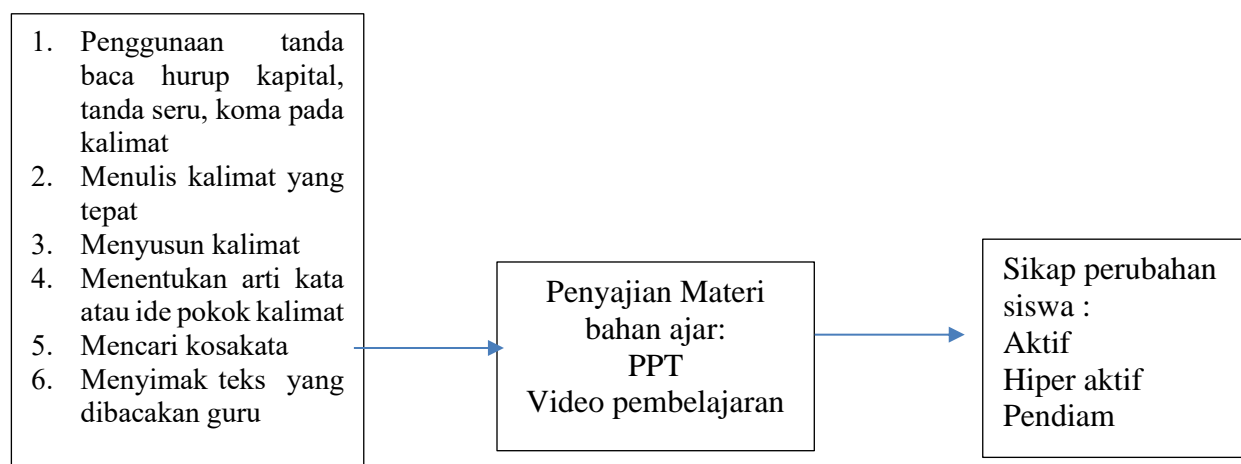 1. Penggunaan tanda
baca hurup kapital,
tanda seru, koma pada
kalimat
2. Menulis kalimat yang
tepat
3. Menyusun kalimat
4. Menentukan arti kata
atau ide pokok kalimat
5. Mencari kosakata
6. Menyimak teks yang
dibacakan guru
Penyajian Materi
bahan ajar:
PPT
Video pembelajaran
Sikap perubahan
siswa :
Aktif
Hiper aktif
Pendiam